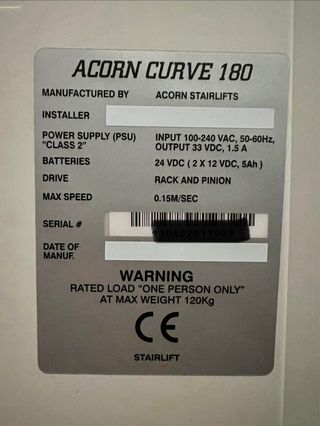 ACORN CURVE 180
MANUFACTURED BY ACORN STAIRLIFTS
INSTALLER
POWER SUPPLY (PSU) INPUT 100-240 VAC, 50-60Hz,
"CLASS 2" OUTPUT 33 VDC, 1.5 A
BATTERIES 24 VDC ( 2 X 12 VDC, 5Ah )
DRIVE RACK AND PINION
MAX SPEED 0.15M/SEC
SERIAL #
DATE OF
MANUF.
WARNING
RATED LOAD "ONE PERSON ONLY"
AT MAX WEIGHT 120Kg
CE
STAIRLIFT